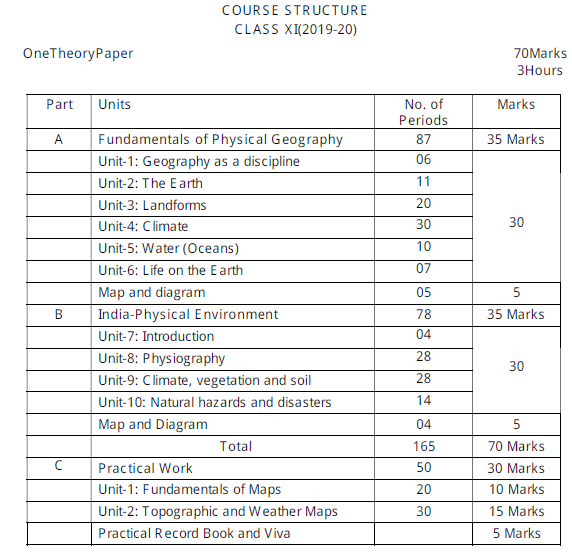 COURSE STRUCTURE
CLASS XI(2019-20)
OneTheoryPaper 70Marks
3Hours
Part Units No. of Periods Marks
A Fundamentals of Physical Geography 87 35 Marks
Unit-1: Geography as a discipline 06
Unit-2: The Earth 11
Unit-3: Landforms 20
Unit-4: Climate 30 30
Unit-5: Water (Oceans) 10
Unit-6: Life on the Earth 07
Map and diagram 05 5
B India-Physical Environment 78 35 Marks
Unit-7: Introduction 04
Unit-8: Physiography 28 30
Unit-9: Climate, vegetation and soil 28
Unit-10: Natural hazards and disasters 14
Map and Diagram 04 5
Total 165 70 Marks
C Practical Work 50 30 Marks
Unit-1: Fundamentals of Maps 20 10 Marks
Unit-2: Topographic and Weather Maps 30 15 Marks
Practical Record Book and Viva 5 Marks